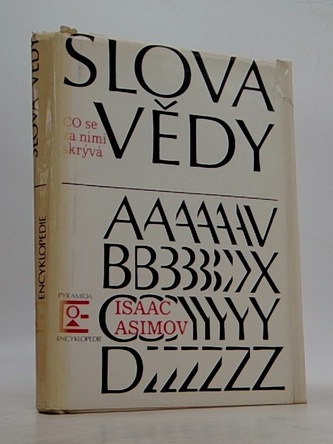 SLOVA
VĚDY
CO se
za nimi
skrývá
ISAAC
ASIMOV
PYRAMIDA
ENCYKLOPEDIE
SLOVA VĚDY
ENCYKLOPEDIE